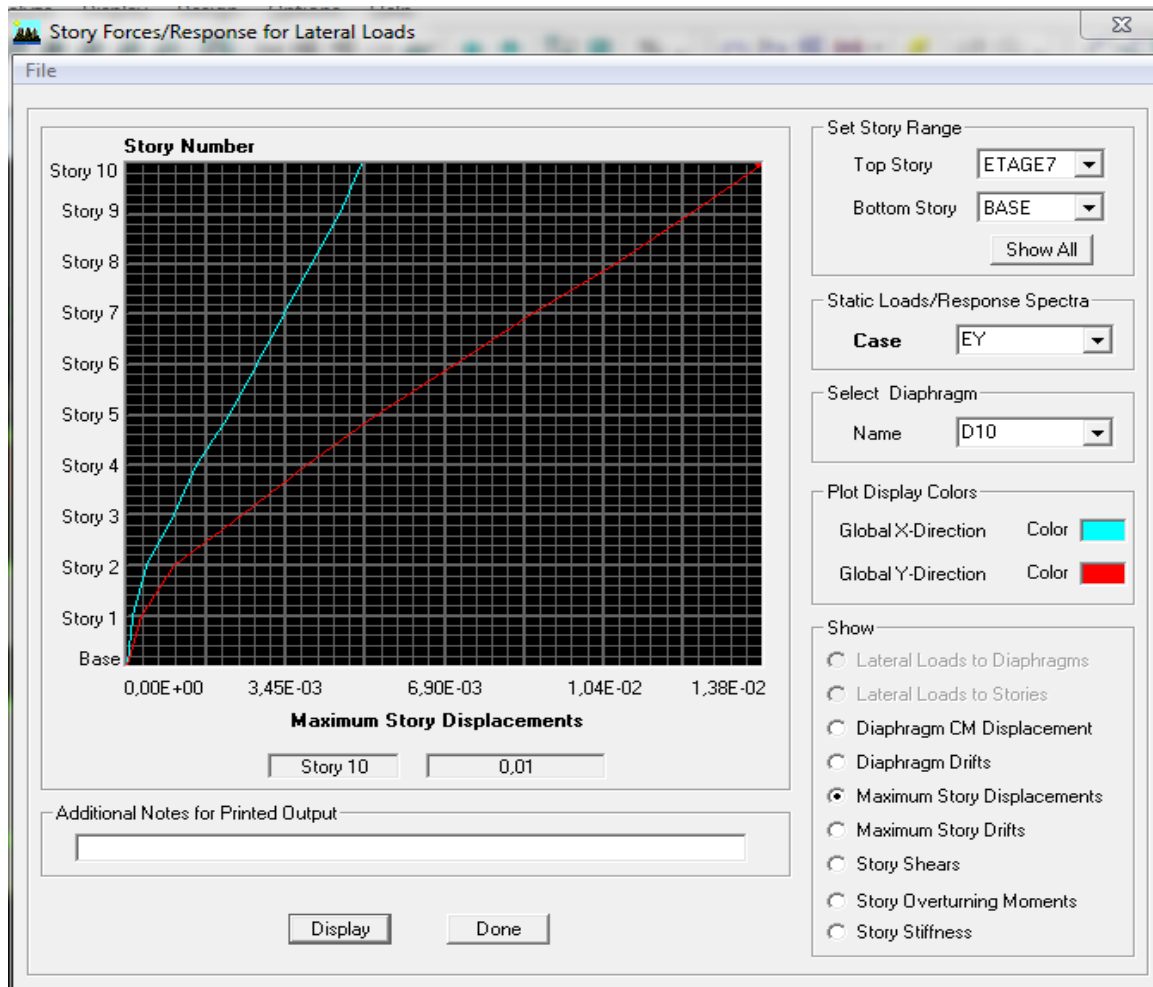 Display Design Options Help
Story Forces/Response for Lateral Loads
File
Story Number
Story 10
Story 9
Story 8
Story 7
Story 6
Story 5
Story 4
Story 3
Story 2
Story 1
Base
0,00E+00 3,45E-03 6,90E-03 1,04E-02 1,38E-02
Maximum Story Displacements
Story 10 0,01
Additional Notes for Printed Output
Display Done
Set Story Range
Top Story ETAGE7
Bottom Story BASE
Show All
Static Loads/Response Spectra
Case EY
Select Diaphragm
Name D10
Plot Display Colors
Global X-Direction Color
Global Y-Direction Color
Show
Lateral Loads to Diaphragms
Lateral Loads to Stories
Diaphragm CM Displacement
Diaphragm Drifts
Maximum Story Displacements
Maximum Story Drifts
Story Shears
Story Overturning Moments
Story Stiffness